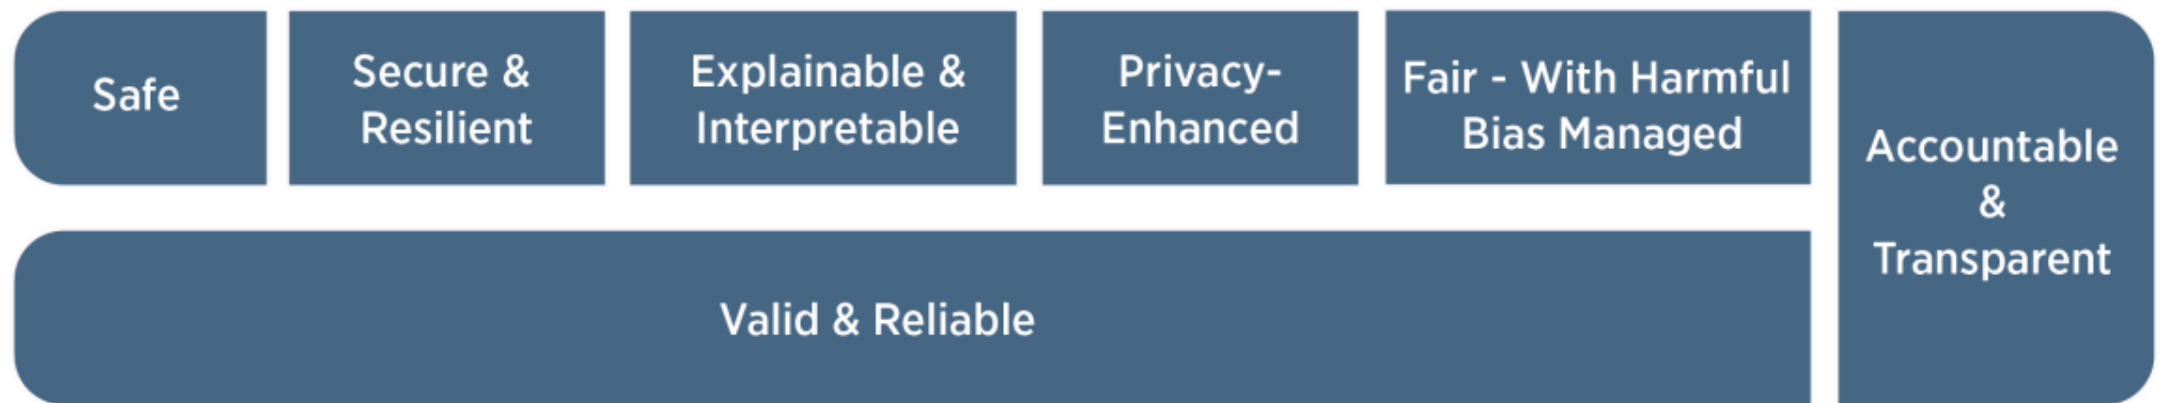 Safe
Secure &
Resilient
Explainable &
Interpretable
Privacy-
Enhanced
Fair - With Harmful
Bias Managed
Accountable
&
Transparent
Valid & Reliable